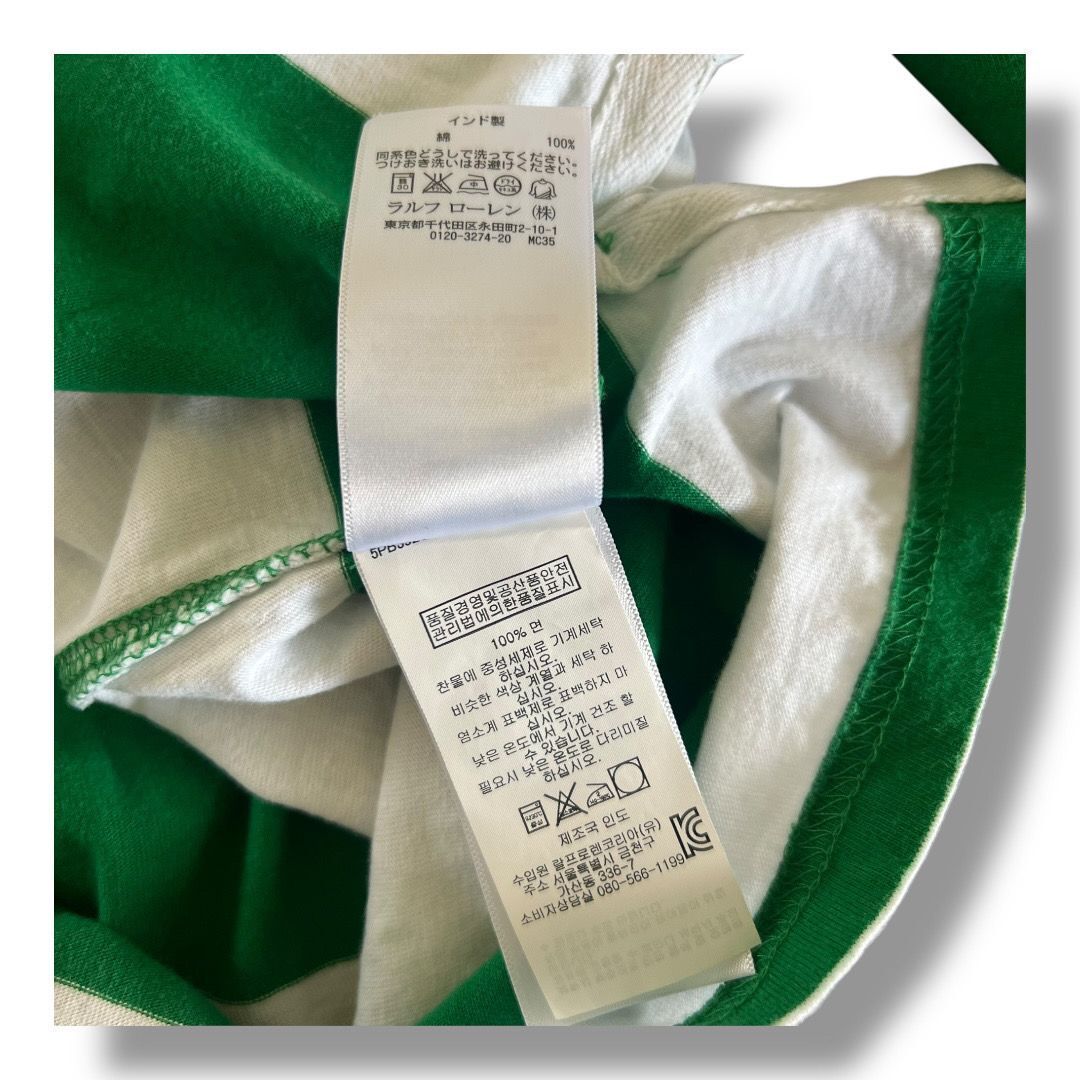 インド製
綿 100%
同系色どうしで洗ってください。
つけおき洗いはお避けください。
ラルフ ローレン (株)
東京都千代田区永田町2-10-1
0120-3274-20 MC35
품질경영및공산품안전
관리법에의한품질표시
100% 면
찬물에 중성세제로 기계세탁
하십시오.
비슷한 색상 계열과 세탁 하
십시오.
염소계 표백제로 표백하지 마
십시오.
낮은 온도에서 기계 건조 할
수 있습니다.
필요시 낮은 온도로 다리미질
하십시오.
제조국 인도
수입원 랄프로렌코리아(유)
주소 서울특별시 금천구
가산동 336-7
소비자상담실 080-566-1199